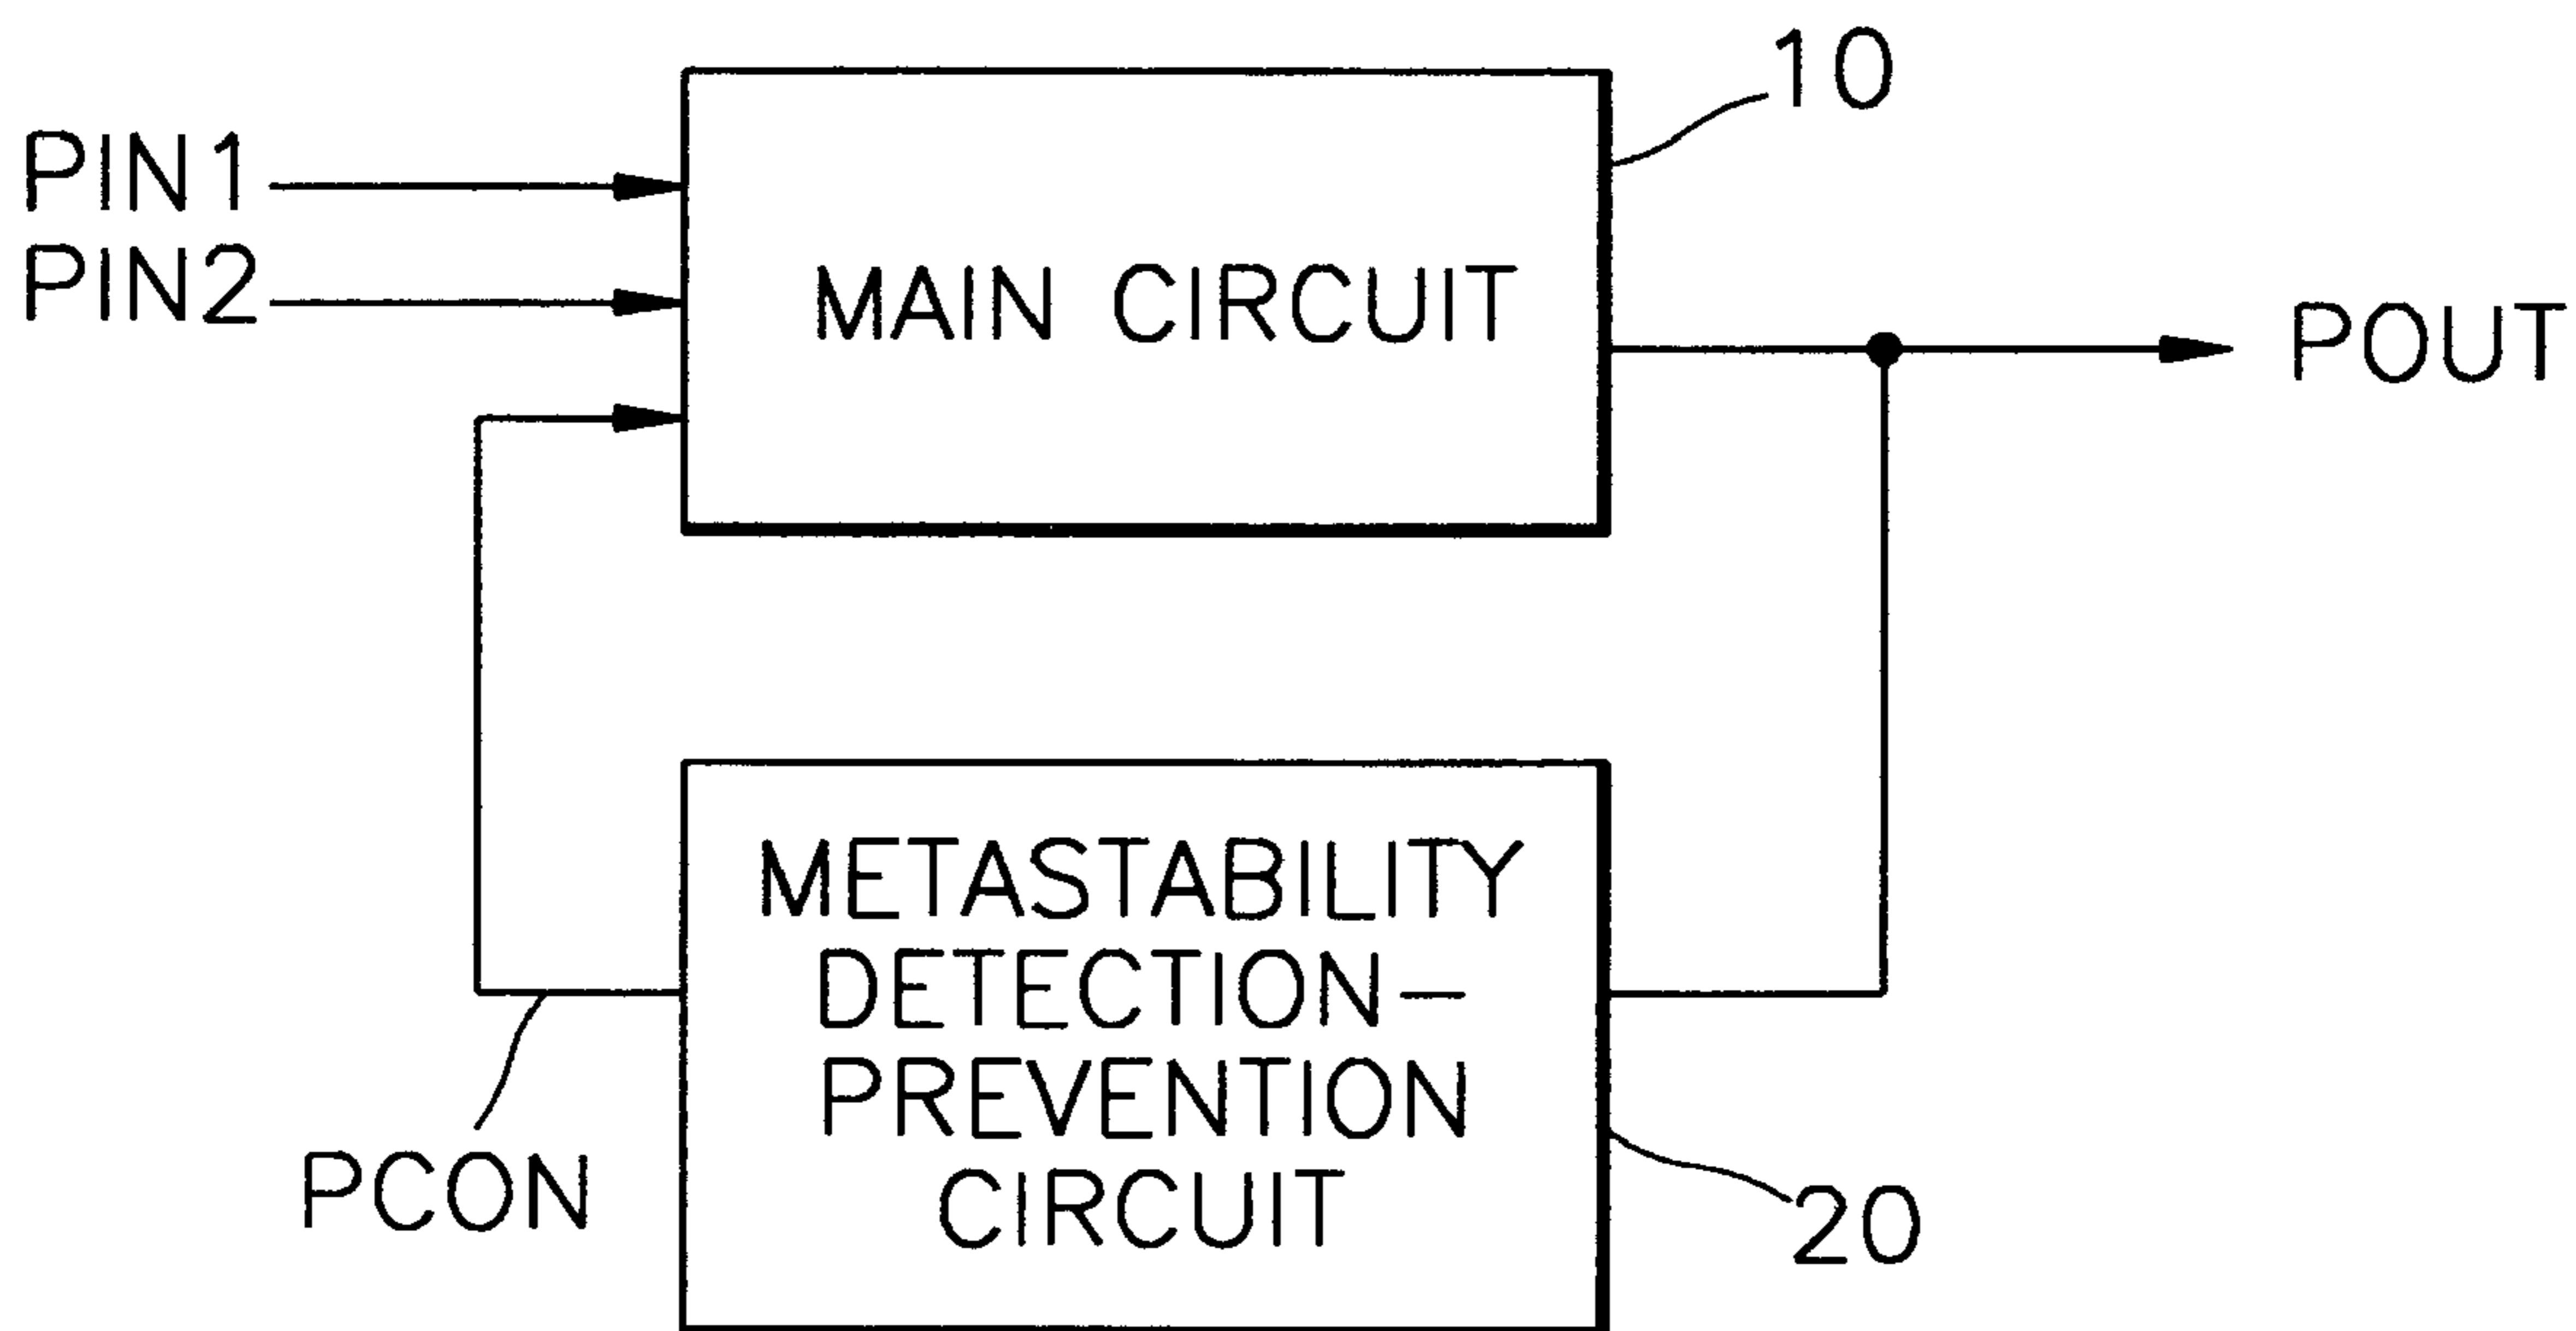 10
PIN1
PIN2
MAIN CIRCUIT
POUT
METASTABILITY
DETECTION-
PREVENTION
CIRCUIT
PCON
20